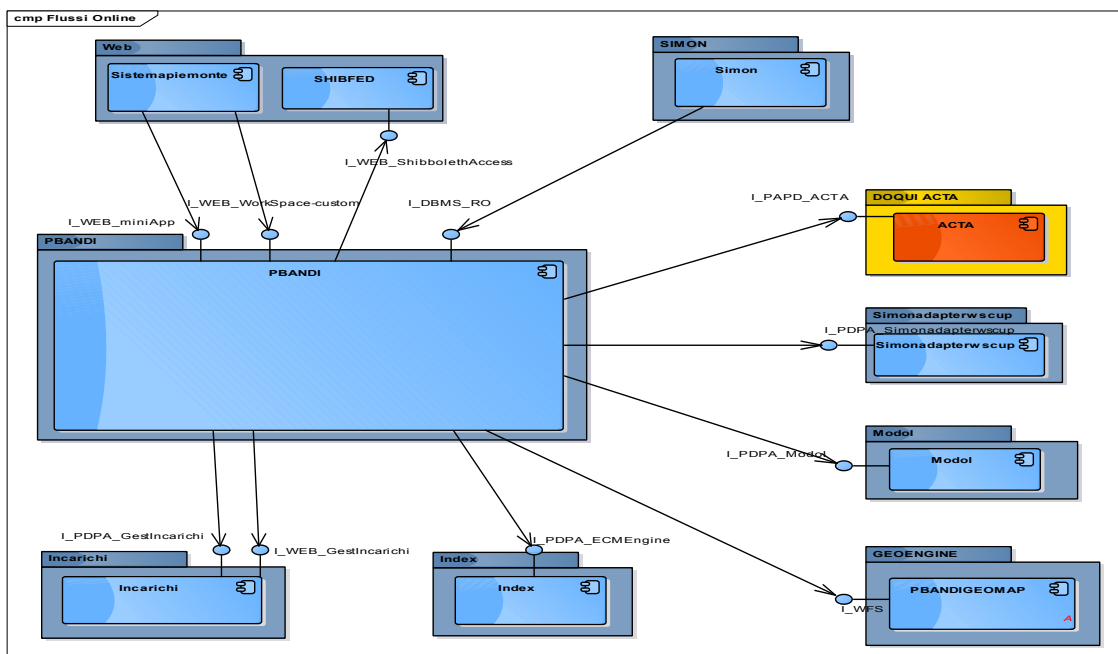 cmp Flussi Online
Web
SIMON
Sistemapiemonte
SHIBFED
Simon
I_WEB_ShibbolethAccess
I_WEB_WorkSpace-custom
I_DBMS_RO
I_WEB_miniApp
I_PAPD_ACTA
DOQUI ACTA
ACTA
PBANDI
PBANDI
Simonadapterwscup
I_PDPA_Simonadapterwscup
Simonadapterwscup
Modol
I_PDPA_Modol
Modol
I_PDPA_GestIncarichi
I_WEB_GestIncarichi
I_PDPA_ECMEngine
Incarichi
Index
GEOENGINE
Incarichi
Index
PBANDIGEOMAP
I_WFS
A